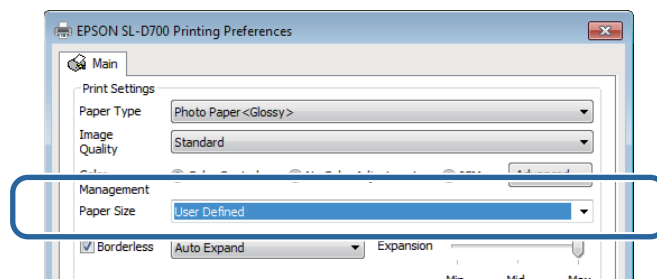 EPSON SL-D700 Printing Preferences
Main
Print Settings
Paper Type Photo Paper<Glossy>
Image
Quality Standard
Management
Paper Size User Defined
Borderless Auto Expand Expansion